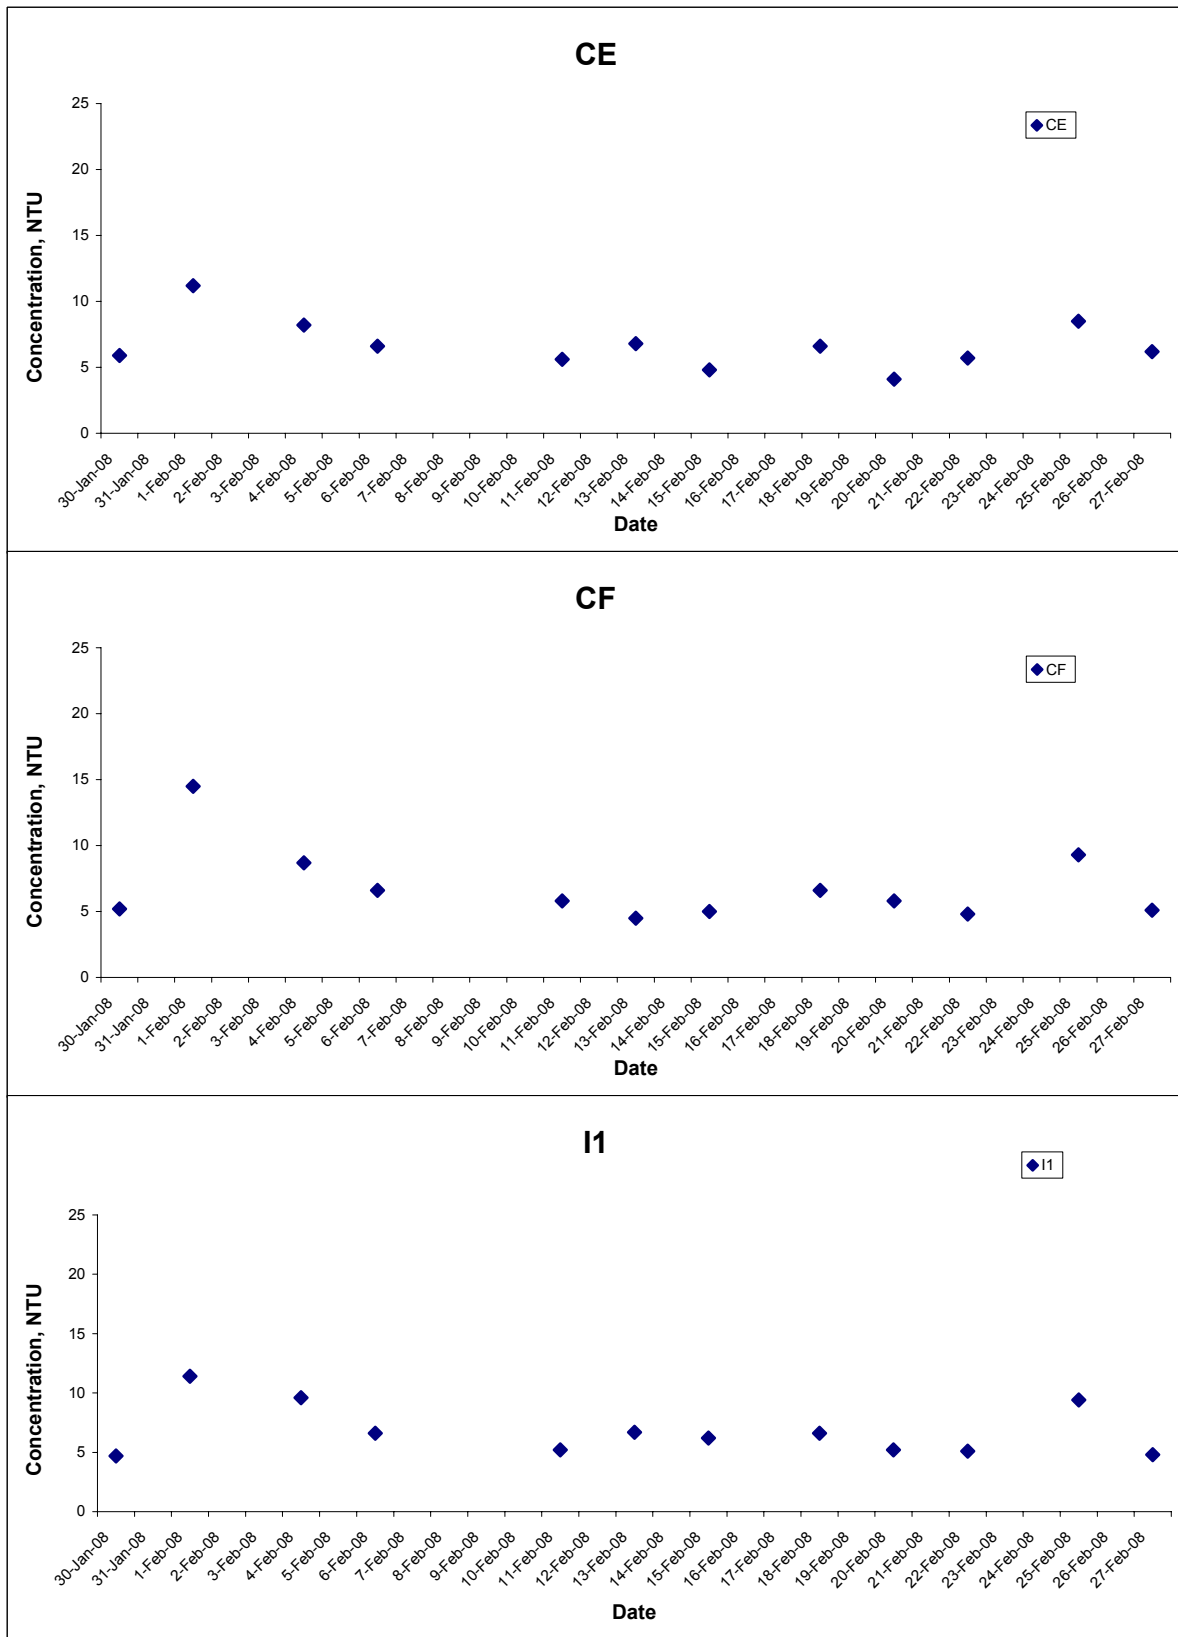 CE
CE
Concentration, NTU
25
20
15
10
5
0
30-Jan-08
31-Jan-08
1-Feb-08
2-Feb-08
3-Feb-08
4-Feb-08
5-Feb-08
6-Feb-08
7-Feb-08
8-Feb-08
9-Feb-08
10-Feb-08
11-Feb-08
12-Feb-08
13-Feb-08
14-Feb-08
15-Feb-08
16-Feb-08
17-Feb-08
18-Feb-08
19-Feb-08
20-Feb-08
21-Feb-08
22-Feb-08
23-Feb-08
24-Feb-08
25-Feb-08
26-Feb-08
27-Feb-08
Date
CF
CF
Concentration, NTU
25
20
15
10
5
0
30-Jan-08
31-Jan-08
1-Feb-08
2-Feb-08
3-Feb-08
4-Feb-08
5-Feb-08
6-Feb-08
7-Feb-08
8-Feb-08
9-Feb-08
10-Feb-08
11-Feb-08
12-Feb-08
13-Feb-08
14-Feb-08
15-Feb-08
16-Feb-08
17-Feb-08
18-Feb-08
19-Feb-08
20-Feb-08
21-Feb-08
22-Feb-08
23-Feb-08
24-Feb-08
25-Feb-08
26-Feb-08
27-Feb-08
Date
I1
I1
Concentration, NTU
25
20
15
10
5
0
30-Jan-08
31-Jan-08
1-Feb-08
2-Feb-08
3-Feb-08
4-Feb-08
5-Feb-08
6-Feb-08
7-Feb-08
8-Feb-08
9-Feb-08
10-Feb-08
11-Feb-08
12-Feb-08
13-Feb-08
14-Feb-08
15-Feb-08
16-Feb-08
17-Feb-08
18-Feb-08
19-Feb-08
20-Feb-08
21-Feb-08
22-Feb-08
23-Feb-08
24-Feb-08
25-Feb-08
26-Feb-08
27-Feb-08
Date